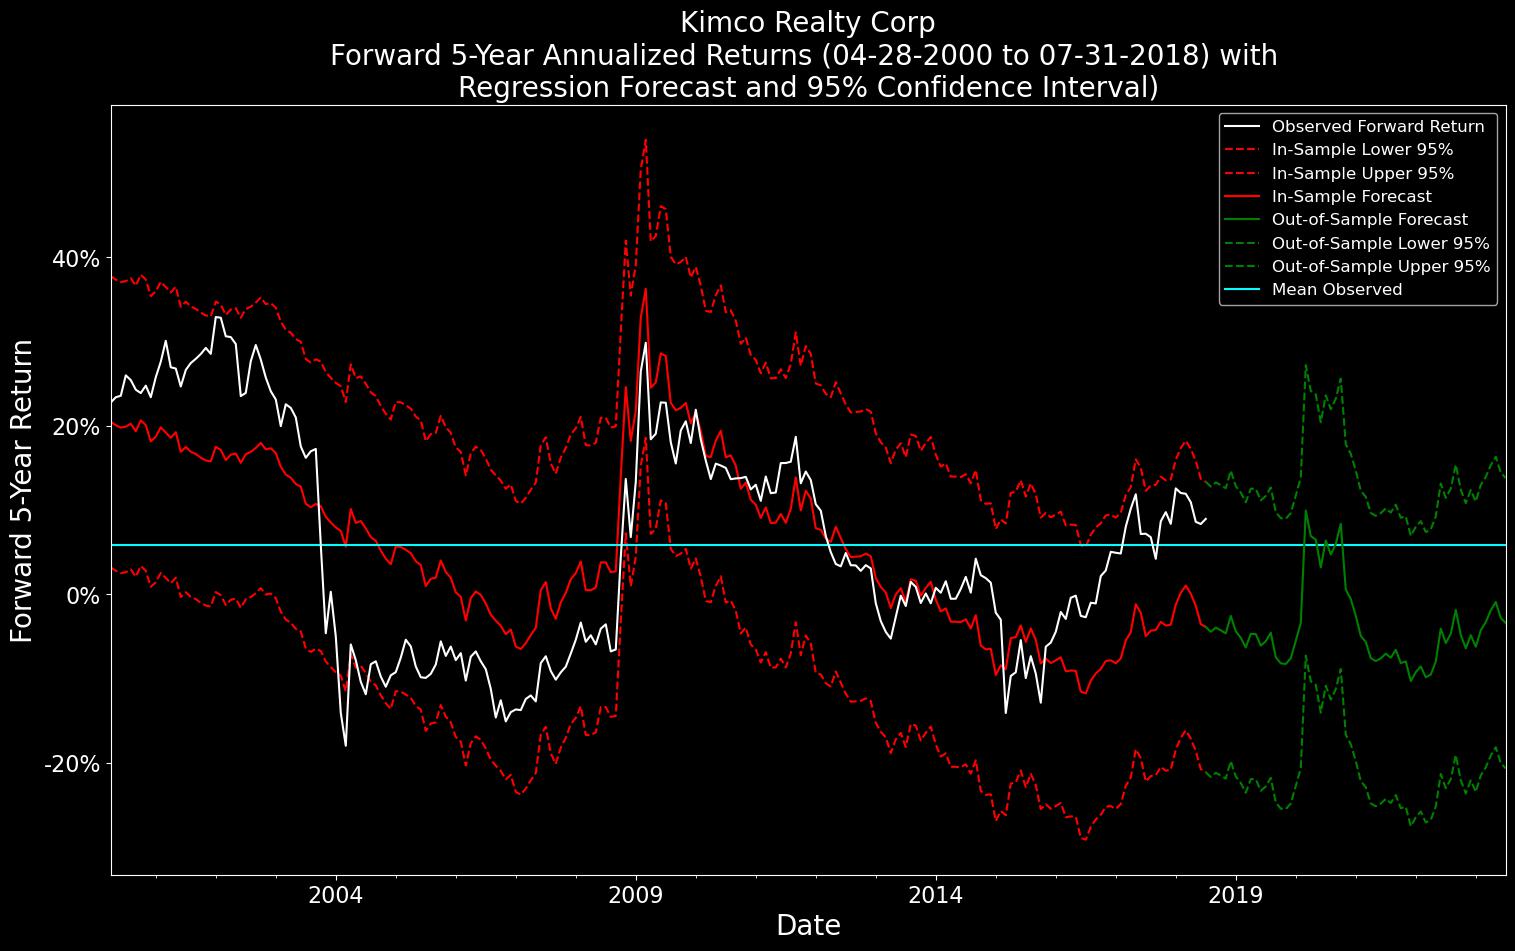 Kimco Realty Corp
Forward 5-Year Annualized Returns (04-28-2000 to 07-31-2018) with
Regression Forecast and 95% Confidence Interval)
Observed Forward Return
In-Sample Lower 95%
In-Sample Upper 95%
In-Sample Forecast
Out-of-Sample Forecast
Out-of-Sample Lower 95%
Out-of-Sample Upper 95%
Mean Observed
Forward 5-Year Return
40%
20%
0%
-20%
2004
2009
2014
2019
Date